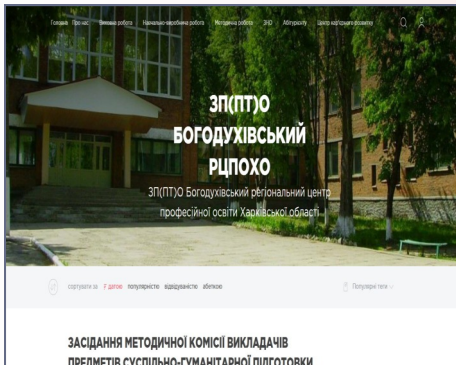 Головна Про нас Виховна робота Навчально-виробнича робота Методична робота ЗНО Абітурієнту Центр кар'єрного розвитку
ЗП(ПТ)О
БОГОДУХІВСЬКИЙ
РЦПОХО
ЗП(ПТ)О Богодухівський регіональний центр
професійної освіти Харківської області
сортувати за датою популярністю відвідуваністю абеткою
Популярні теги
ЗАСІДАННЯ МЕТОДИЧНОЇ КОМІСІЇ ВИКЛАДАЧІВ
ПРЕДМЕТІВ СУСПІЛЬНО-ГУМАНІТАРНОЇ ПІДГОТОВКИ